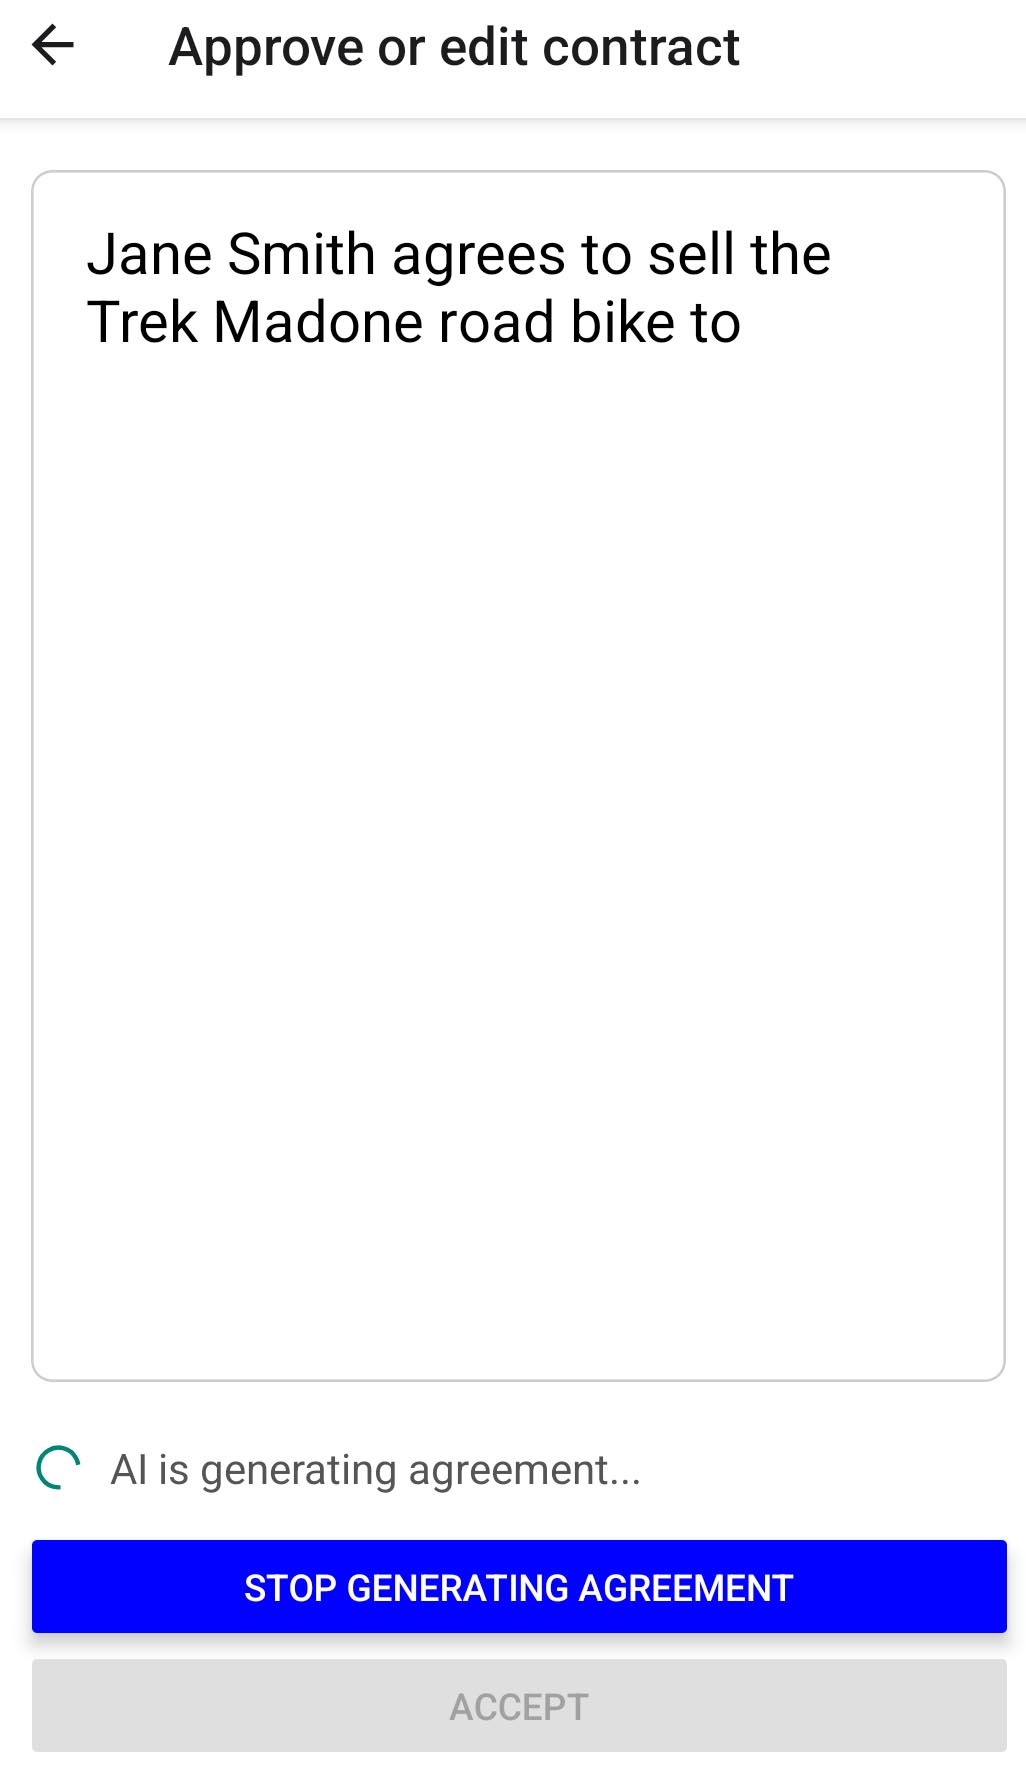 Approve or edit contract
Jane Smith agrees to sell the
Trek Madone road bike to
AI is generating agreement...
STOP GENERATING AGREEMENT
ACCEPT